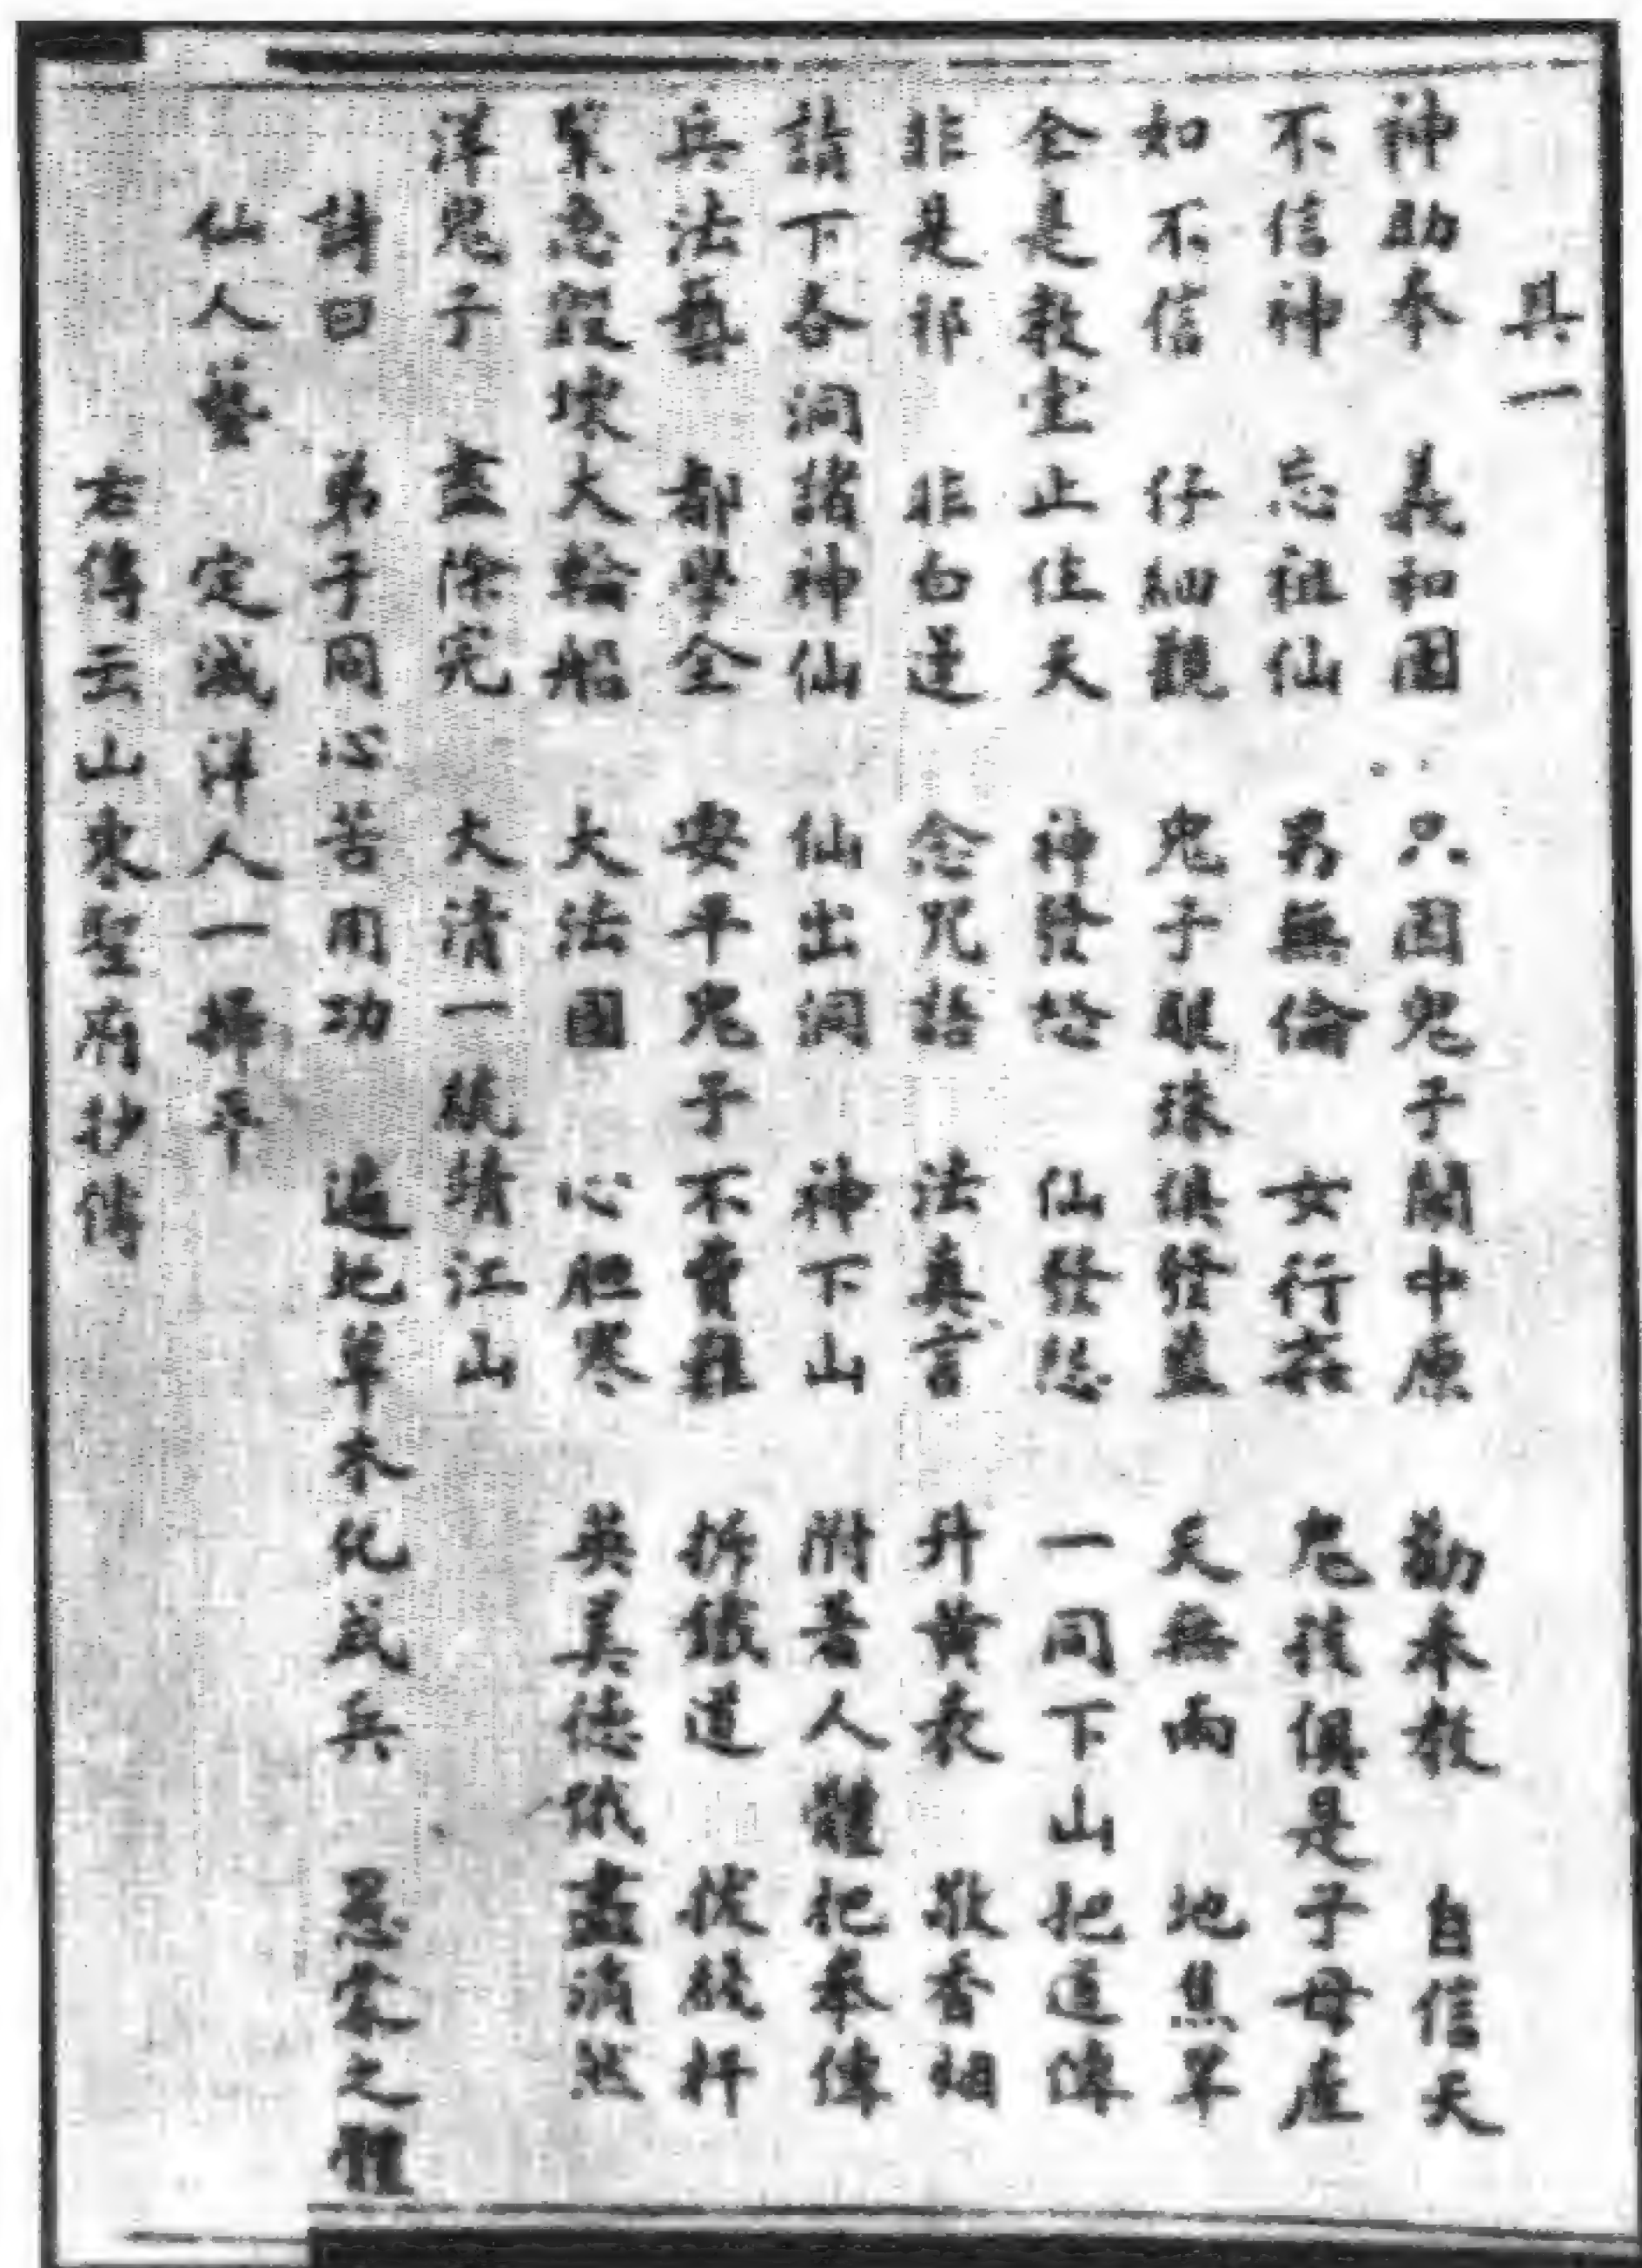 其一
神助拳 義和團 只因鬼子鬧中原 勸奉教 自信天
不信神 忘祖仙 男無倫 女行姦 鬼孩俱是子母產
如不信 仔細觀 鬼子眼珠俱發藍 天無雨 地焦旱
全是教堂止住天 神發怒 仙發怨 一同下山把道傳
非是邪 非白蓮 念咒語 法真言 升黃表 敬香烟
請下各洞諸神仙 仙出洞 神下山 附着人體把拳傳
兵法藝 都學全 要平鬼子不費難 拆鐵道 拔綫杆
緊急毀壞大輪船 大法國 心胆寒 英美德俄盡消然
洋鬼子 盡除完 大清一統靖江山
詩曰 弟子同心苦用功 遍地草木化成兵 愚蒙之體
仙人藝 定滅洋人一掃平
右傳云山東聖府抄傳